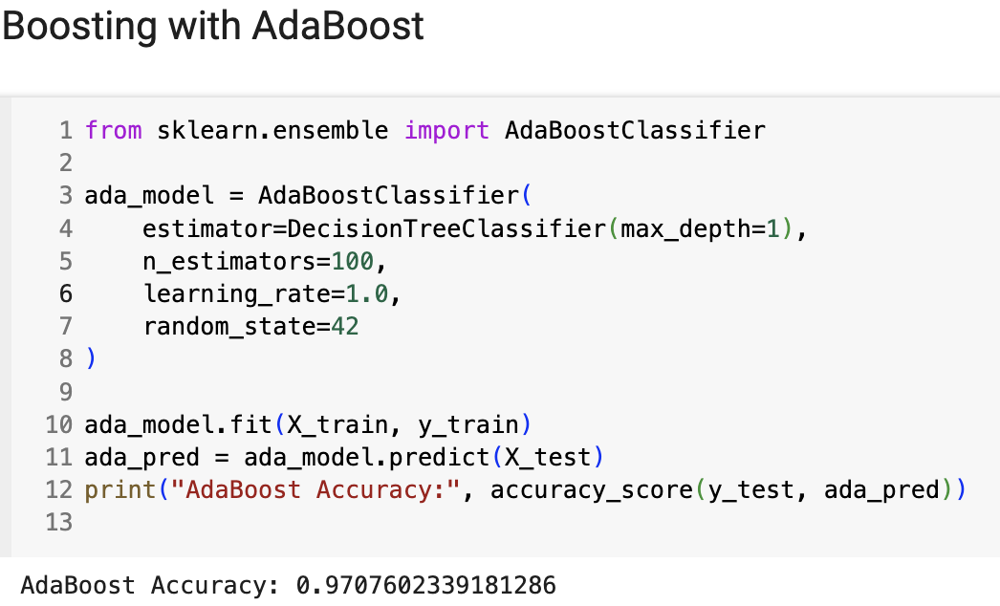 Boosting with AdaBoost
1 from sklearn.ensemble import AdaBoostClassifier
2
3 ada_model = AdaBoostClassifier(
4     estimator=DecisionTreeClassifier(max_depth=1),
5     n_estimators=100,
6     learning_rate=1.0,
7     random_state=42
8 )
9
10 ada_model.fit(X_train, y_train)
11 ada_pred = ada_model.predict(X_test)
12 print("AdaBoost Accuracy:", accuracy_score(y_test, ada_pred))
13
AdaBoost Accuracy: 0.9707602339181286